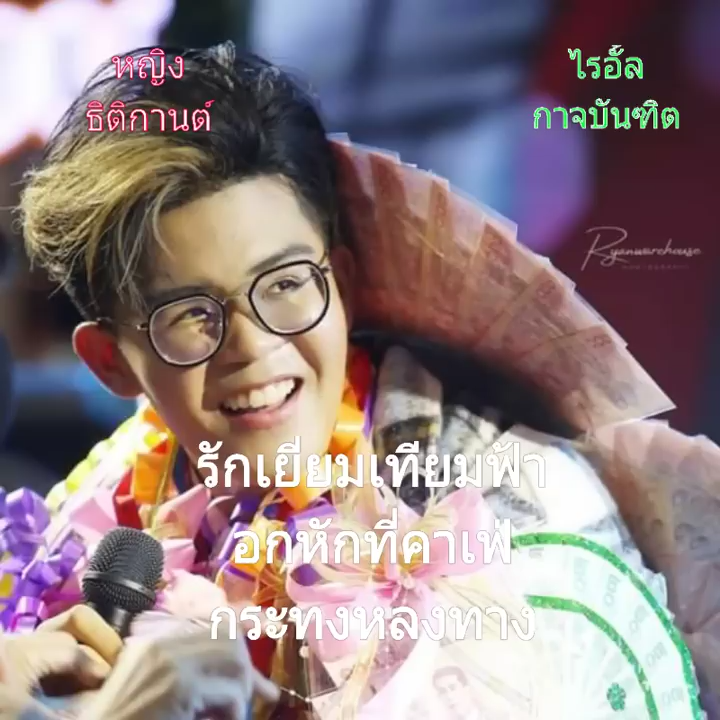 หญิง
ธิติกานต์
ไรอั้ล
กาจบันฑิต
Ryanwarehouse
รักเยี่ยมเทียมฟ้า
อกหักที่คาเฟ่
กระทงหลงทาง